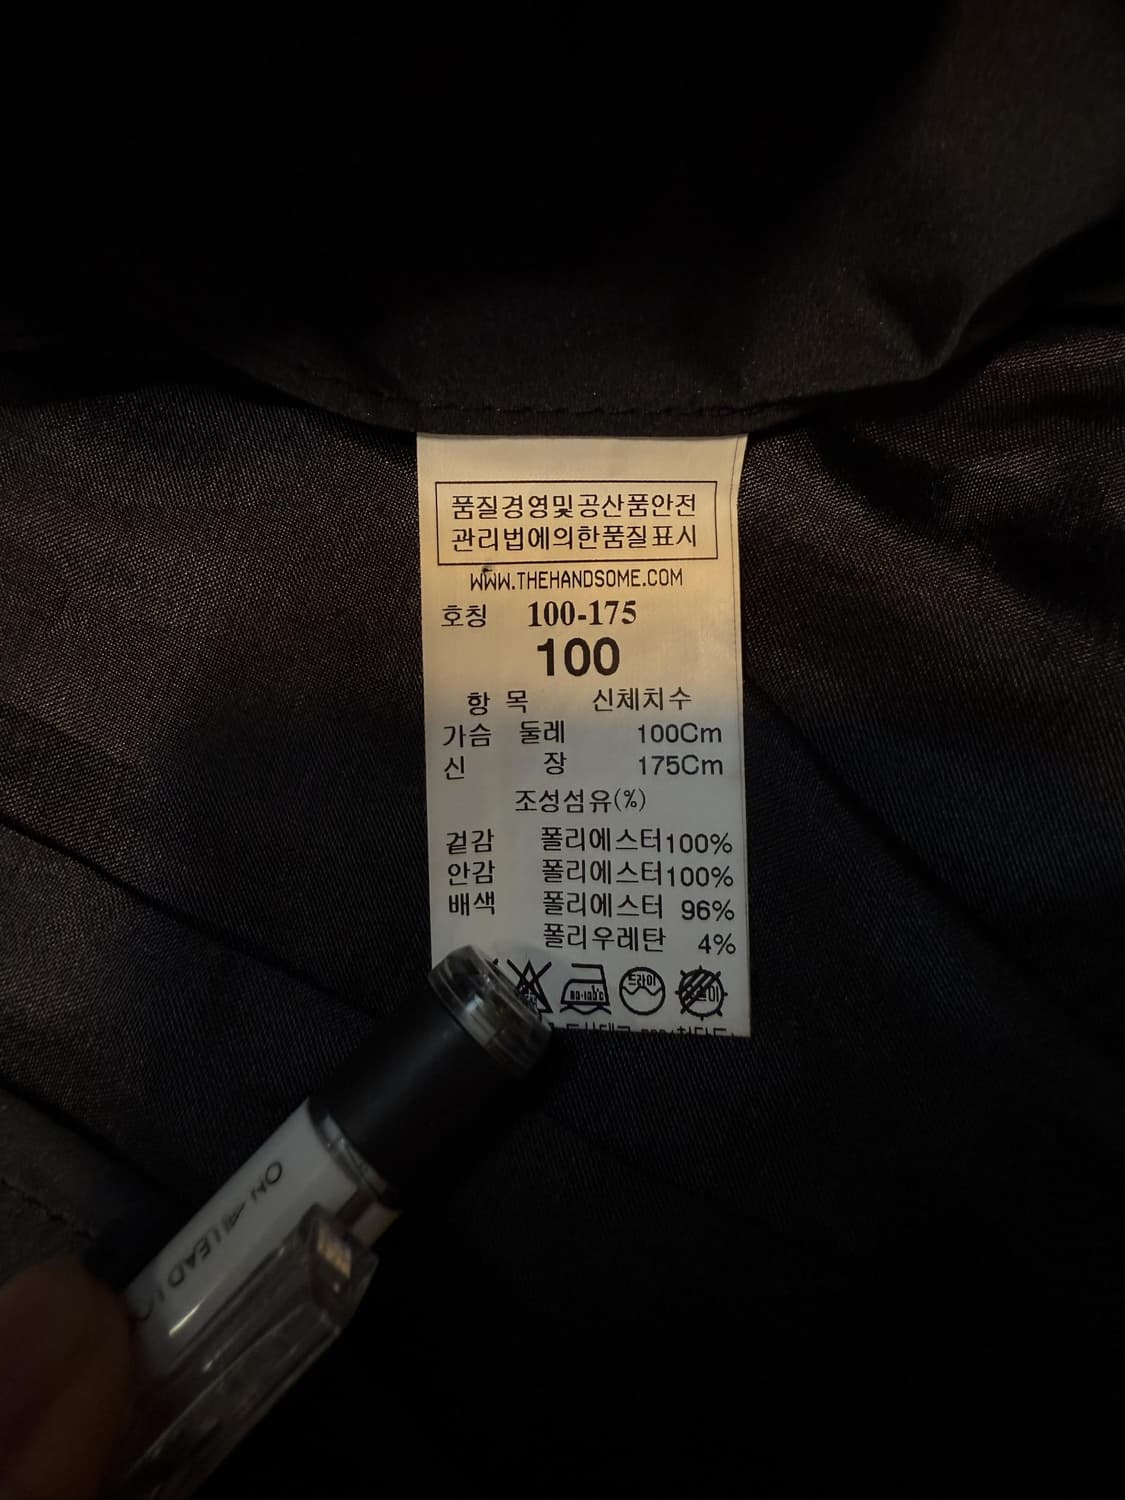 품질경영및공산품안전
관리법에의한품질표시
WWW.THEHANDSOME.COM
호칭 100-175
100
항 목 신체치수
가슴 둘레 100Cm
신 장 175Cm
조성섬유(%)
겉감 폴리에스터100%
안감 폴리에스터100%
배색 폴리에스터 96%
폴리우레탄 4%
드라이